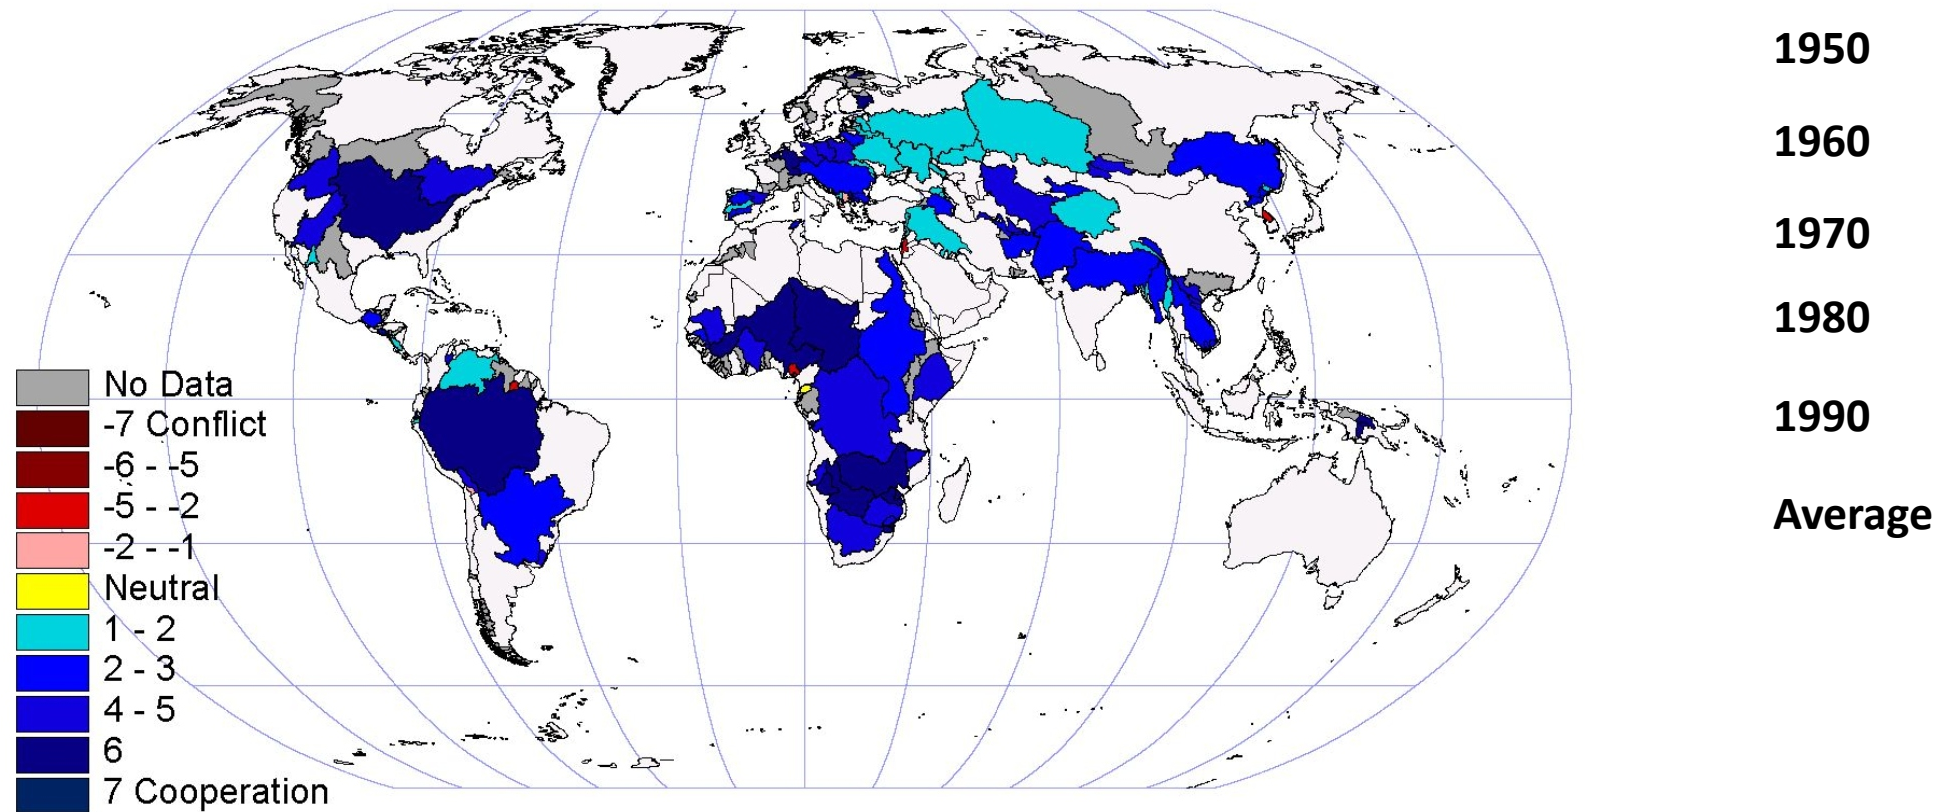 No Data
-7 Conflict
-6 - -5
-5 - -2
-2 - -1
Neutral
1 - 2
2 - 3
4 - 5
6
7 Cooperation
1950
1960
1970
1980
1990
Average